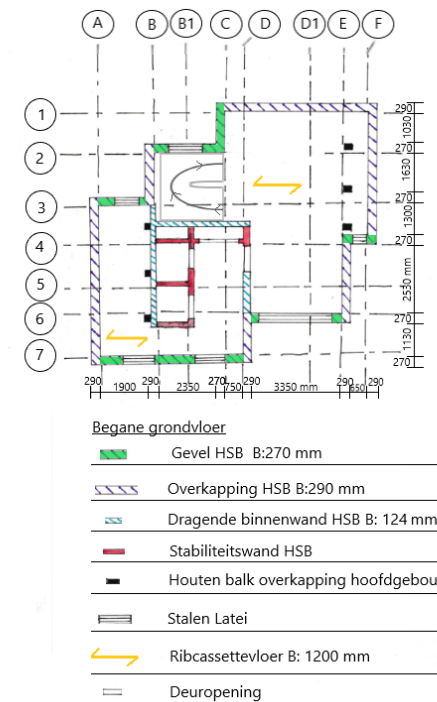 A B B1 C D D1 E F
1
2
3
4
5
6
7
290
1030
270
1630
270
1300
270
2530 mm
270
1130
270
290 1900 290 2350 270 750 290 3350 mm 290 650 290
Begane grondvloer
Gevel HSB B:270 mm
Overkapping HSB B:290 mm
Dragende binnenwand HSB B: 124 mm
Stabiliteitswand HSB
Houten balk overkapping hoofdgebou
Stalen Latei
Ribcassettevloer B: 1200 mm
Deuropening